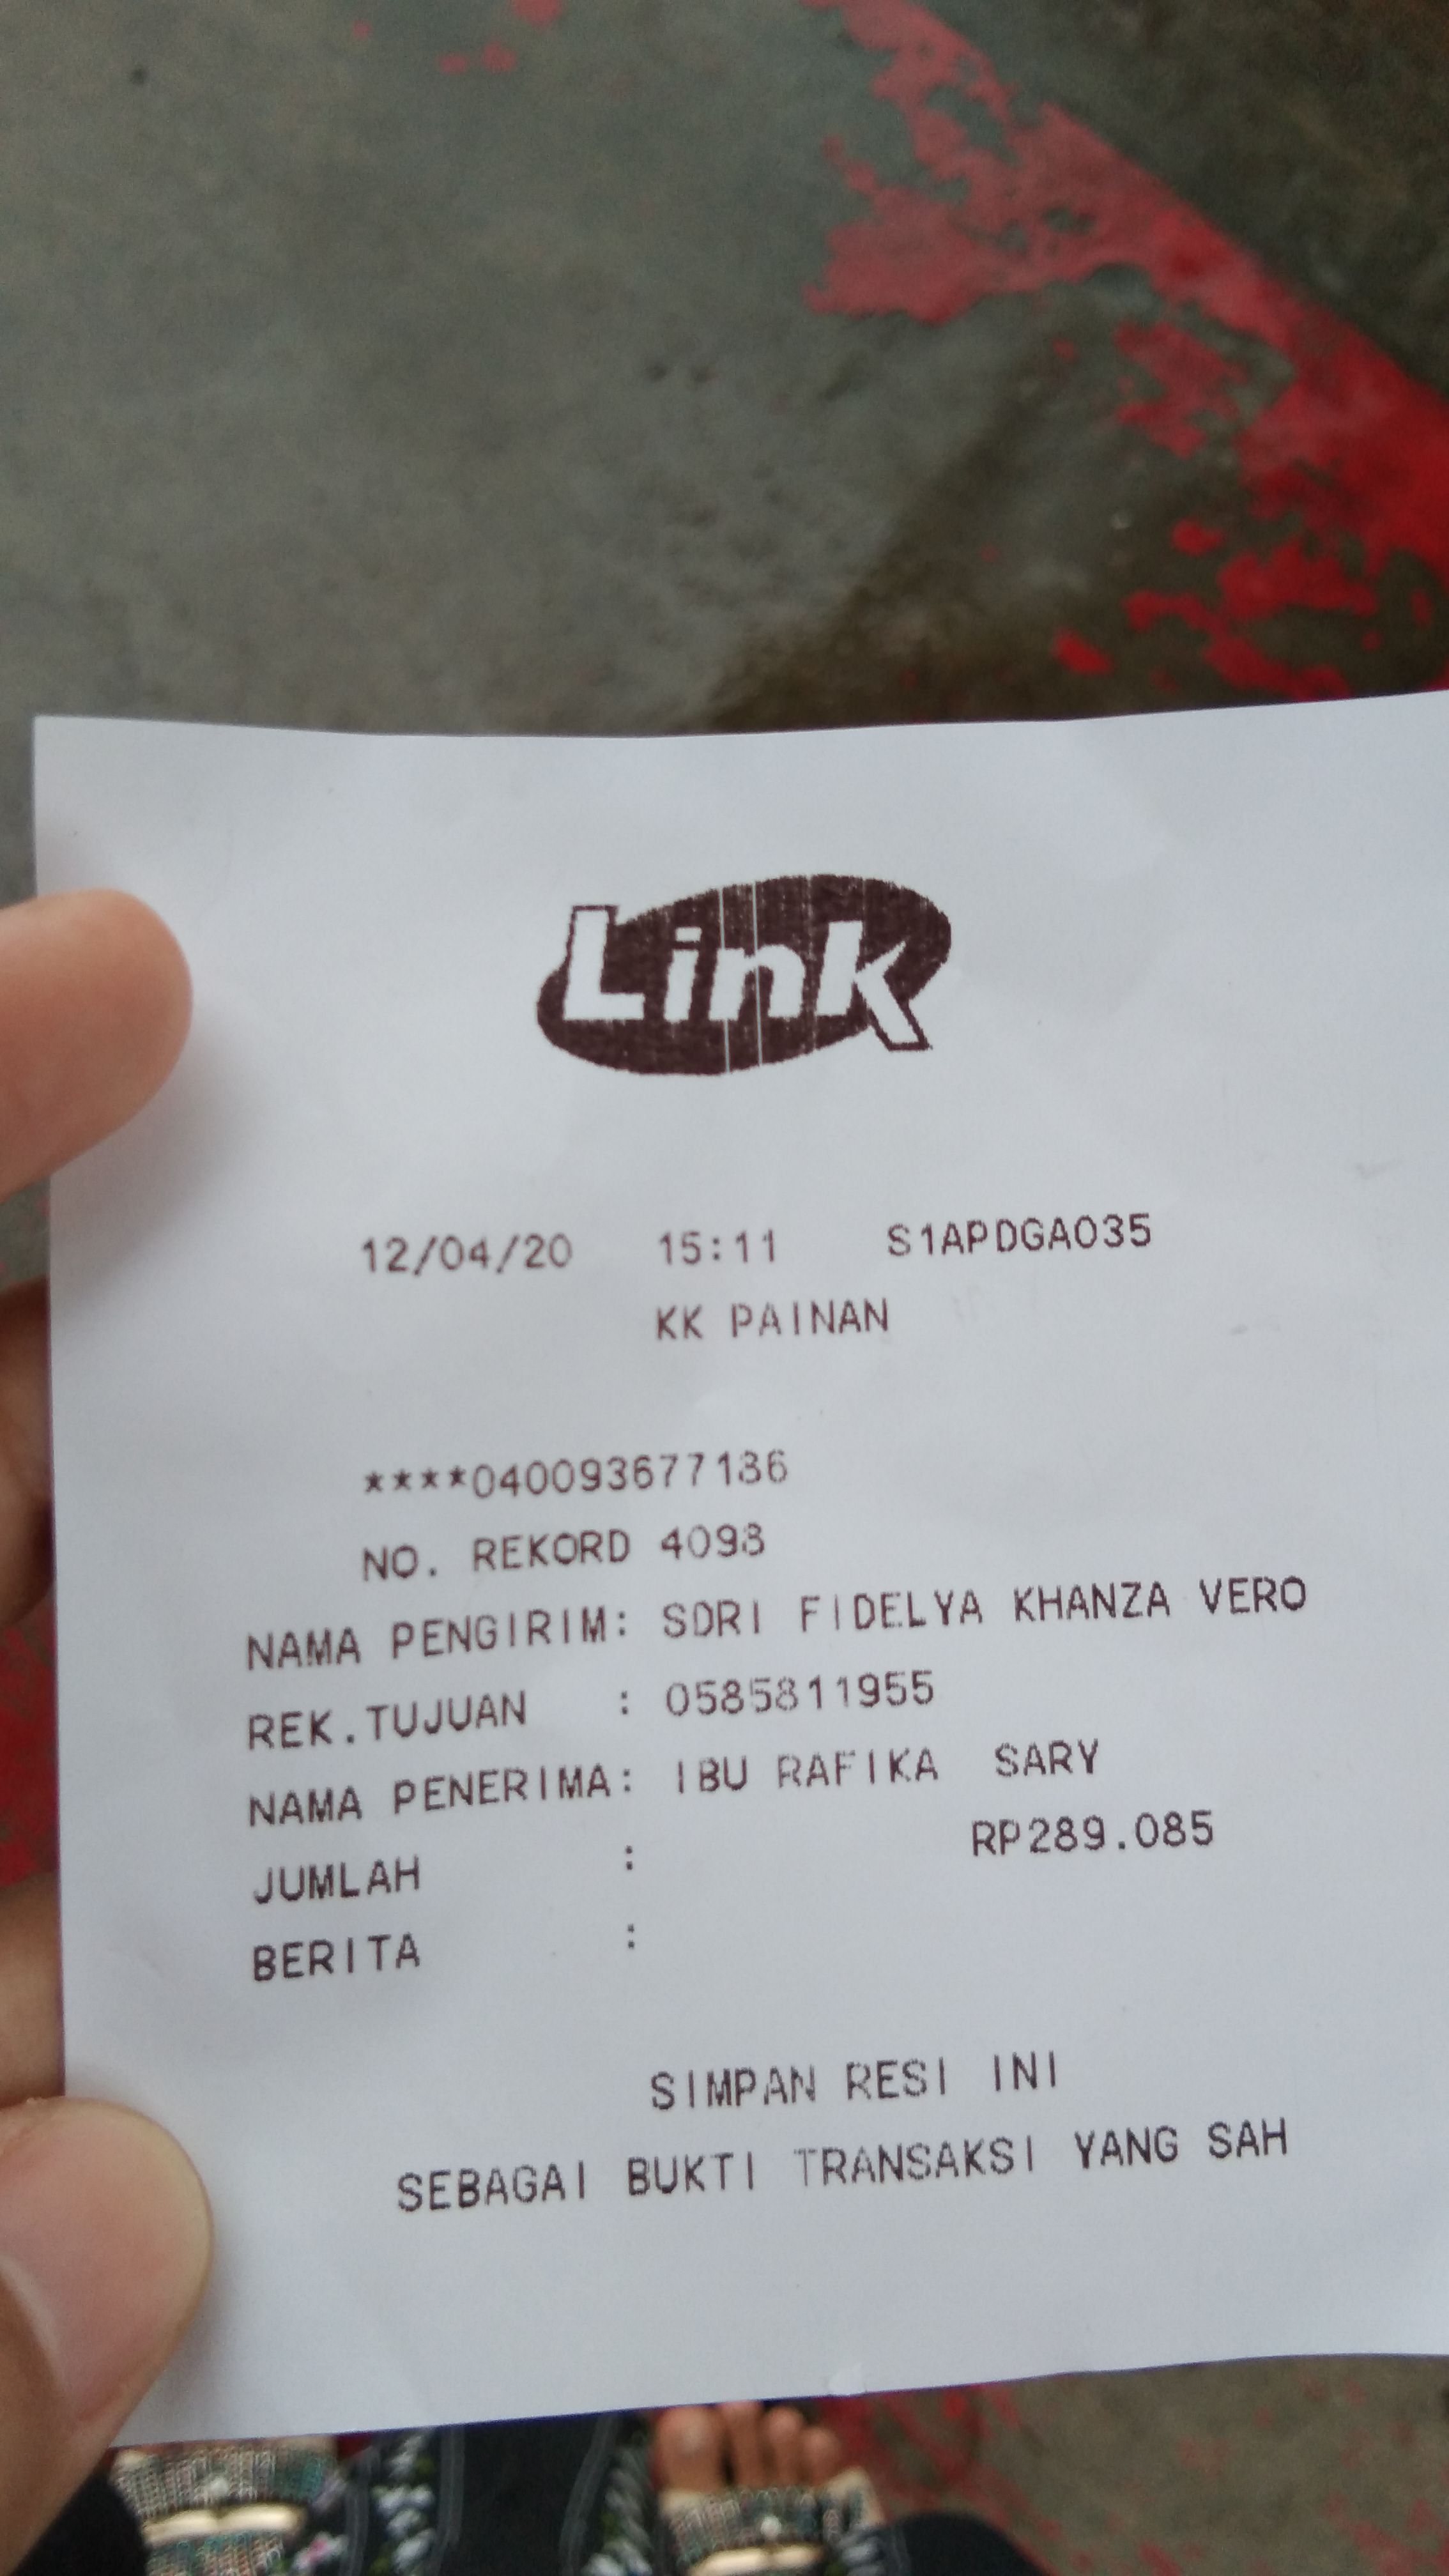 Link
12/04/20 15:11 S1APDGA035
KK PAINAN
****040093677186
NO. REKORD 4098
NAMA PENGIRIM: SDRI FIDELYA KHANZA VERO
REK.TUJUAN : 0585811955
NAMA PENERIMA: IBU RAFIKA SARY
JUMLAH : RP289.085
BERITA :
SIMPAN RESI INI
SEBAGAI BUKTI TRANSAKSI YANG SAH